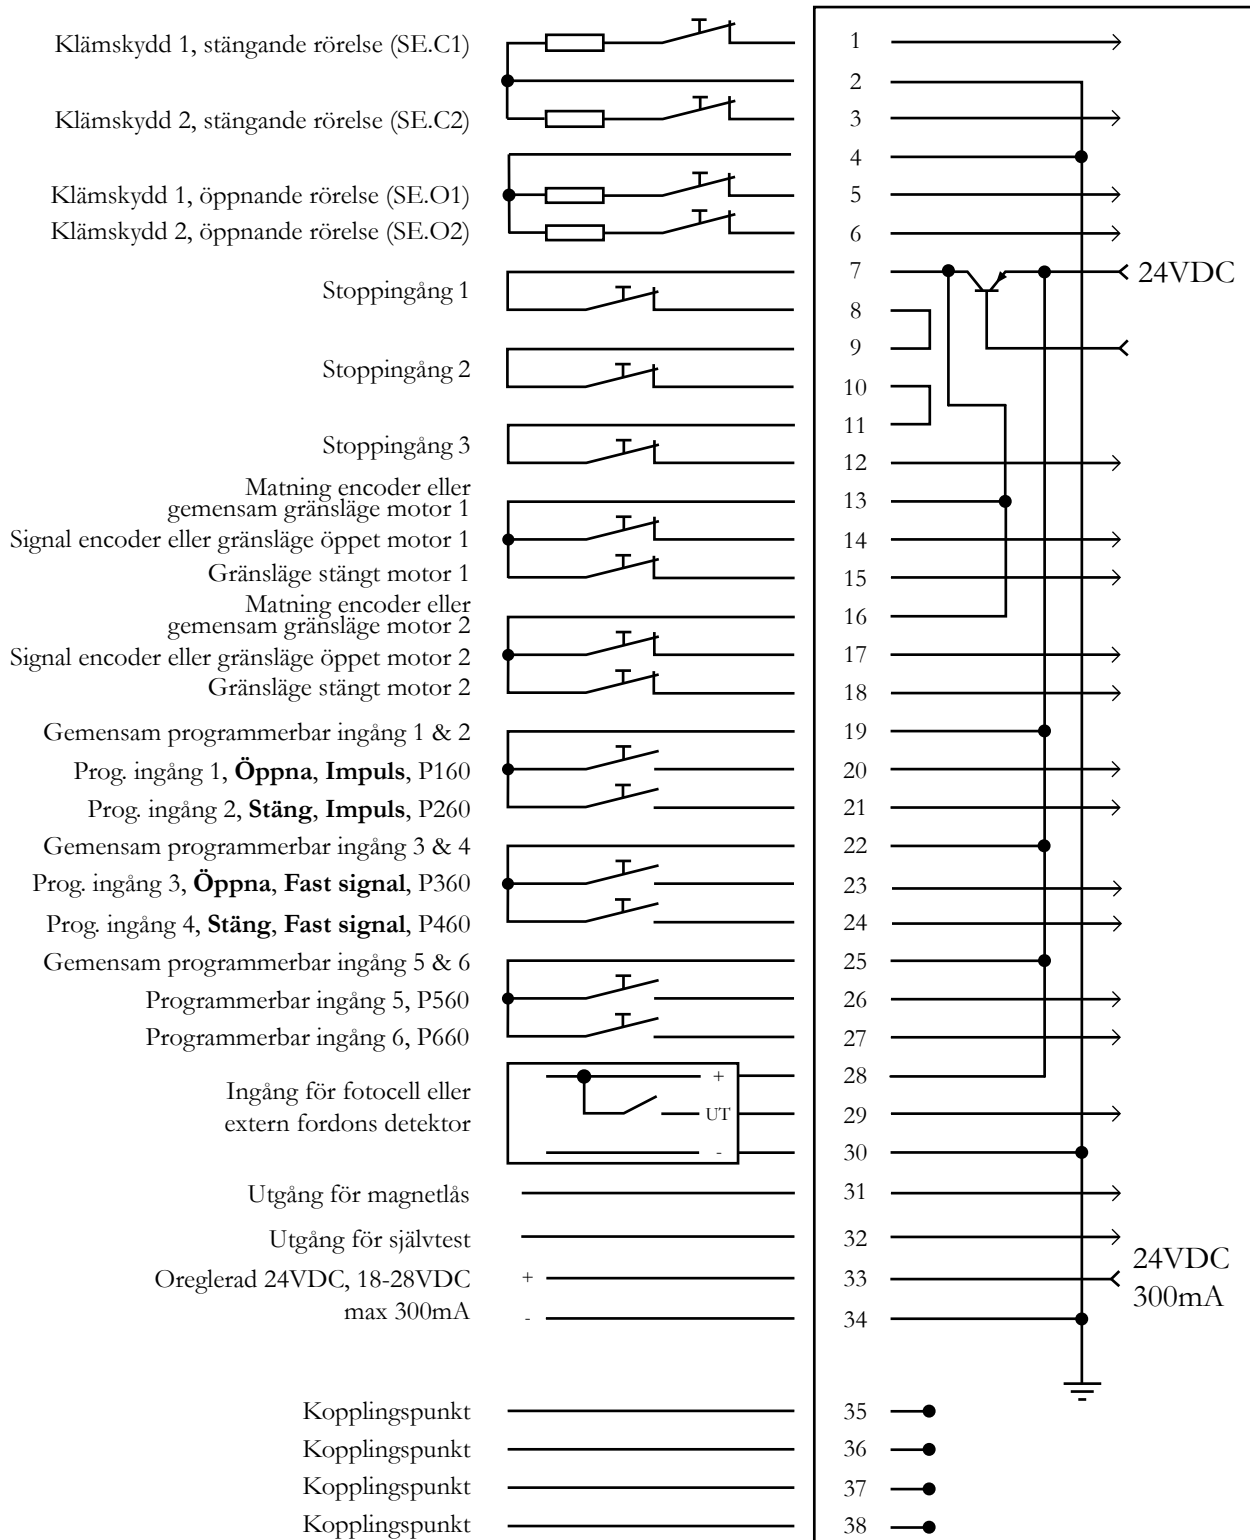 Klämskydd 1, stängande rörelse (SE.C1)
1
2
Klämskydd 2, stängande rörelse (SE.C2)
3
4
Klämskydd 1, öppnande rörelse (SE.O1)
5
Klämskydd 2, öppnande rörelse (SE.O2)
6
7
24VDC
Stoppingång 1
8
9
Stoppingång 2
10
11
Stoppingång 3
12
Matning encoder eller
gemensam gränsläge motor 1
13
Signal encoder eller gränsläge öppet motor 1
14
Gränsläge stängt motor 1
15
Matning encoder eller
gemensam gränsläge motor 2
16
Signal encoder eller gränsläge öppet motor 2
17
Gränsläge stängt motor 2
18
Gemensam programmerbar ingång 1 & 2
19
Prog. ingång 1, Öppna, Impuls, P160
20
Prog. ingång 2, Stäng, Impuls, P260
21
Gemensam programmerbar ingång 3 & 4
22
Prog. ingång 3, Öppna, Fast signal, P360
23
Prog. ingång 4, Stäng, Fast signal, P460
24
Gemensam programmerbar ingång 5 & 6
25
Programmerbar ingång 5, P560
26
Programmerbar ingång 6, P660
27
+
28
Ingång för fotocell eller
extern fordons detektor
UT
29
-
30
Utgång för magnetlås
31
Utgång för självtest
32
Oreglerad 24VDC, 18-28VDC
max 300mA
+
33
24VDC
300mA
-
34
Kopplingspunkt
35
Kopplingspunkt
36
Kopplingspunkt
37
Kopplingspunkt
38